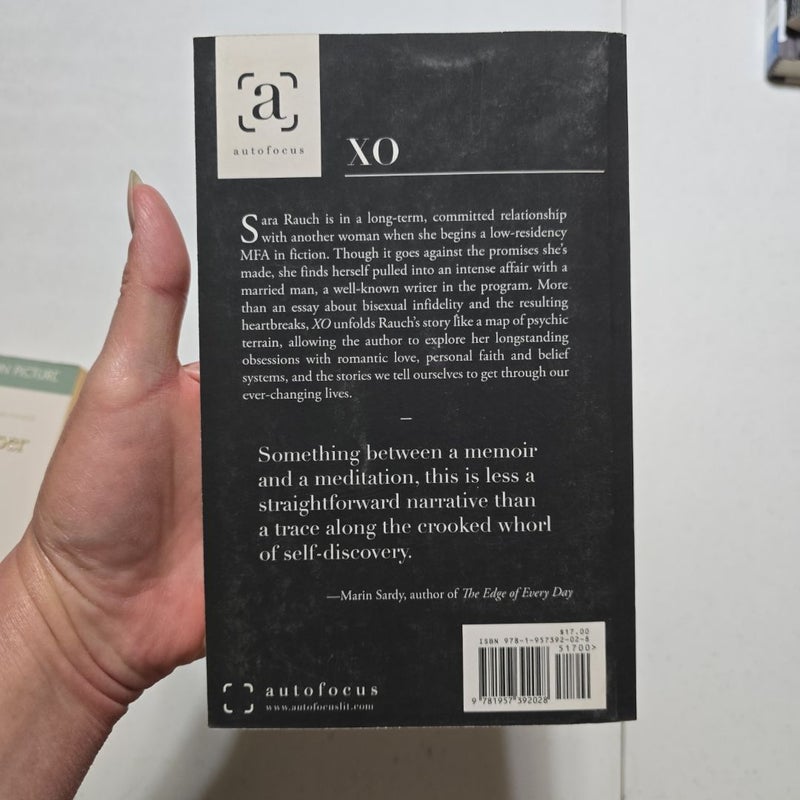 a
autofocus
XO
Sara Rauch is in a long-term, committed relationship
with another woman when she begins a low-residency
MFA in fiction. Though it goes against the promises she's
made, she finds herself pulled into an intense affair with a
married man, a well-known writer in the program. More
than an essay about bisexual infidelity and the resulting
heartbreaks, XO unfolds Rauch's story like a map of psychic
terrain, allowing the author to explore her longstanding
obsessions with romantic love, personal faith and belief
systems, and the stories we tell ourselves to get through our
ever-changing lives.
—
Something between a memoir
and a meditation, this is less a
straightforward narrative than
a trace along the crooked whorl
of self-discovery.
—Marin Sardy, author of The Edge of Every Day
$17.00
ISBN 978-1-957392-02-8
51700>
9 781957 392028
autofocus
www.autofocuslit.com
PICTURE
per